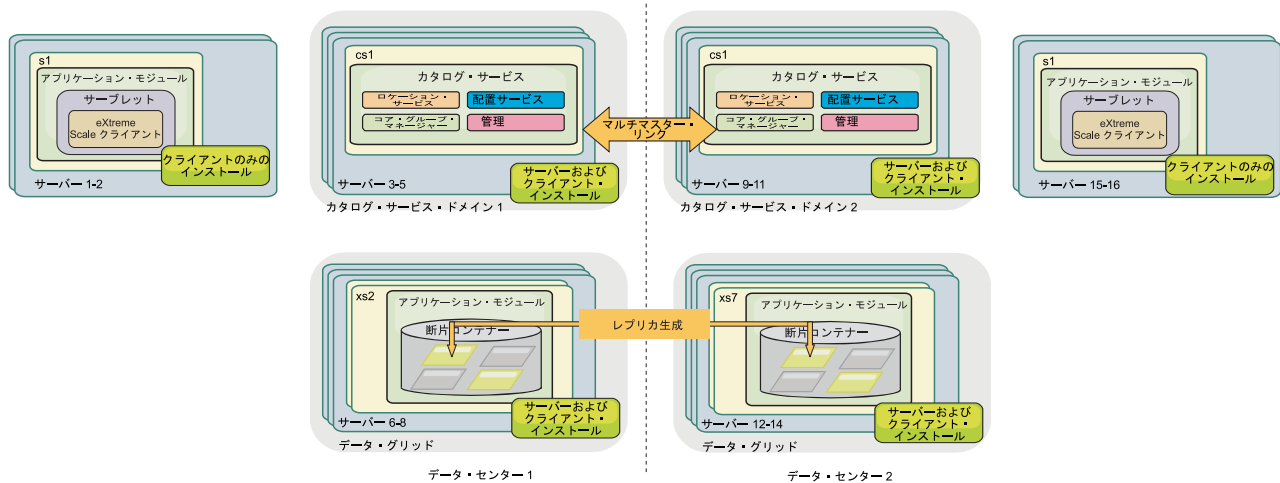 s1
アプリケーション・モジュール
サーブレット
eXtreme
Scale クライアント
クライアントのみの
インストール
サーバー 1-2
cs1
カタログ・サービス
ロケーション・
サービス
配置サービス
コア・グループ・
マネージャー
管理
サーバーおよび
クライアント・
インストール
サーバー 3-5
カタログ・サービス・ドメイン 1
マルチマスター・
リンク
cs1
カタログ・サービス
ロケーション・
サービス
配置サービス
コア・グループ・
マネージャー
管理
サーバーおよび
クライアント・
インストール
サーバー 9-11
カタログ・サービス・ドメイン 2
s1
アプリケーション・モジュール
サーブレット
eXtreme
Scale クライアント
クライアントのみの
インストール
サーバー 15-16
xs2
アプリケーション・モジュール
断片コンテナー
サーバーおよび
クライアント・
インストール
サーバー 6-8
データ・グリッド
データ・センター 1
レプリカ生成
xs7
アプリケーション・モジュール
断片コンテナー
サーバーおよび
クライアント・
インストール
サーバー 12-14
データ・グリッド
データ・センター 2